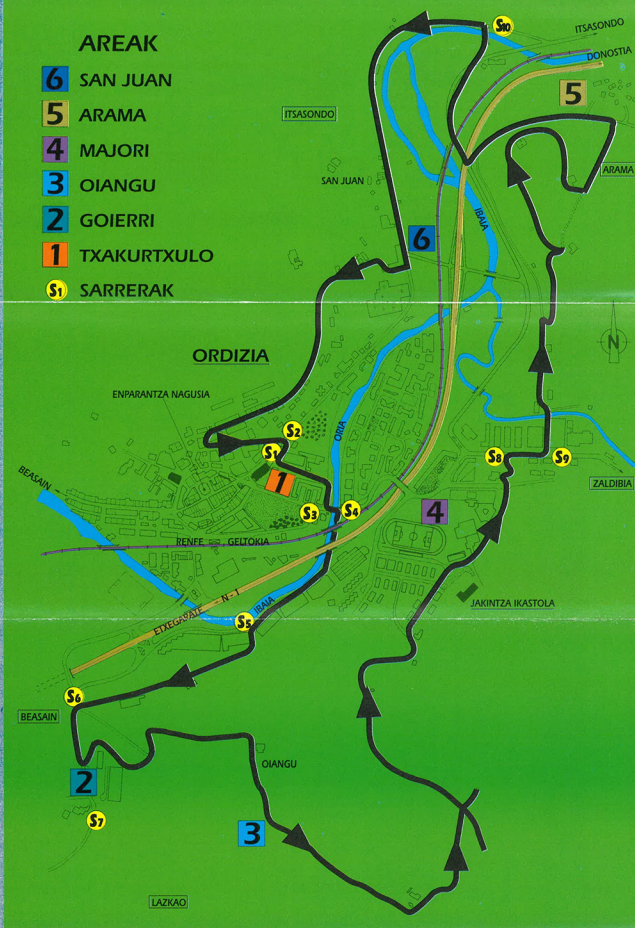 AREAK
6 SAN JUAN
5 ARAMA
4 MAJORI
3 OIANGU
2 GOIERRI
1 TXAKURTXULO
S1 SARRERAK
S10
ITSASONDO
DONOSTIA
5
ITSASONDO
ARAMA
SAN JUAN
IBAIA
6
N
ORDIZIA
ENPARANTZA NAGUSIA
S2
S1
ORIA
BEASAIN
1
S8
S9
ZALDIBIA
S3
S4
4
RENFE GELTOKIA
ETXEGARATE N-I
IBAIA
JAKINTZA IKASTOLA
S5
S6
BEASAIN
OIANGU
2
S7
3
LAZKAO